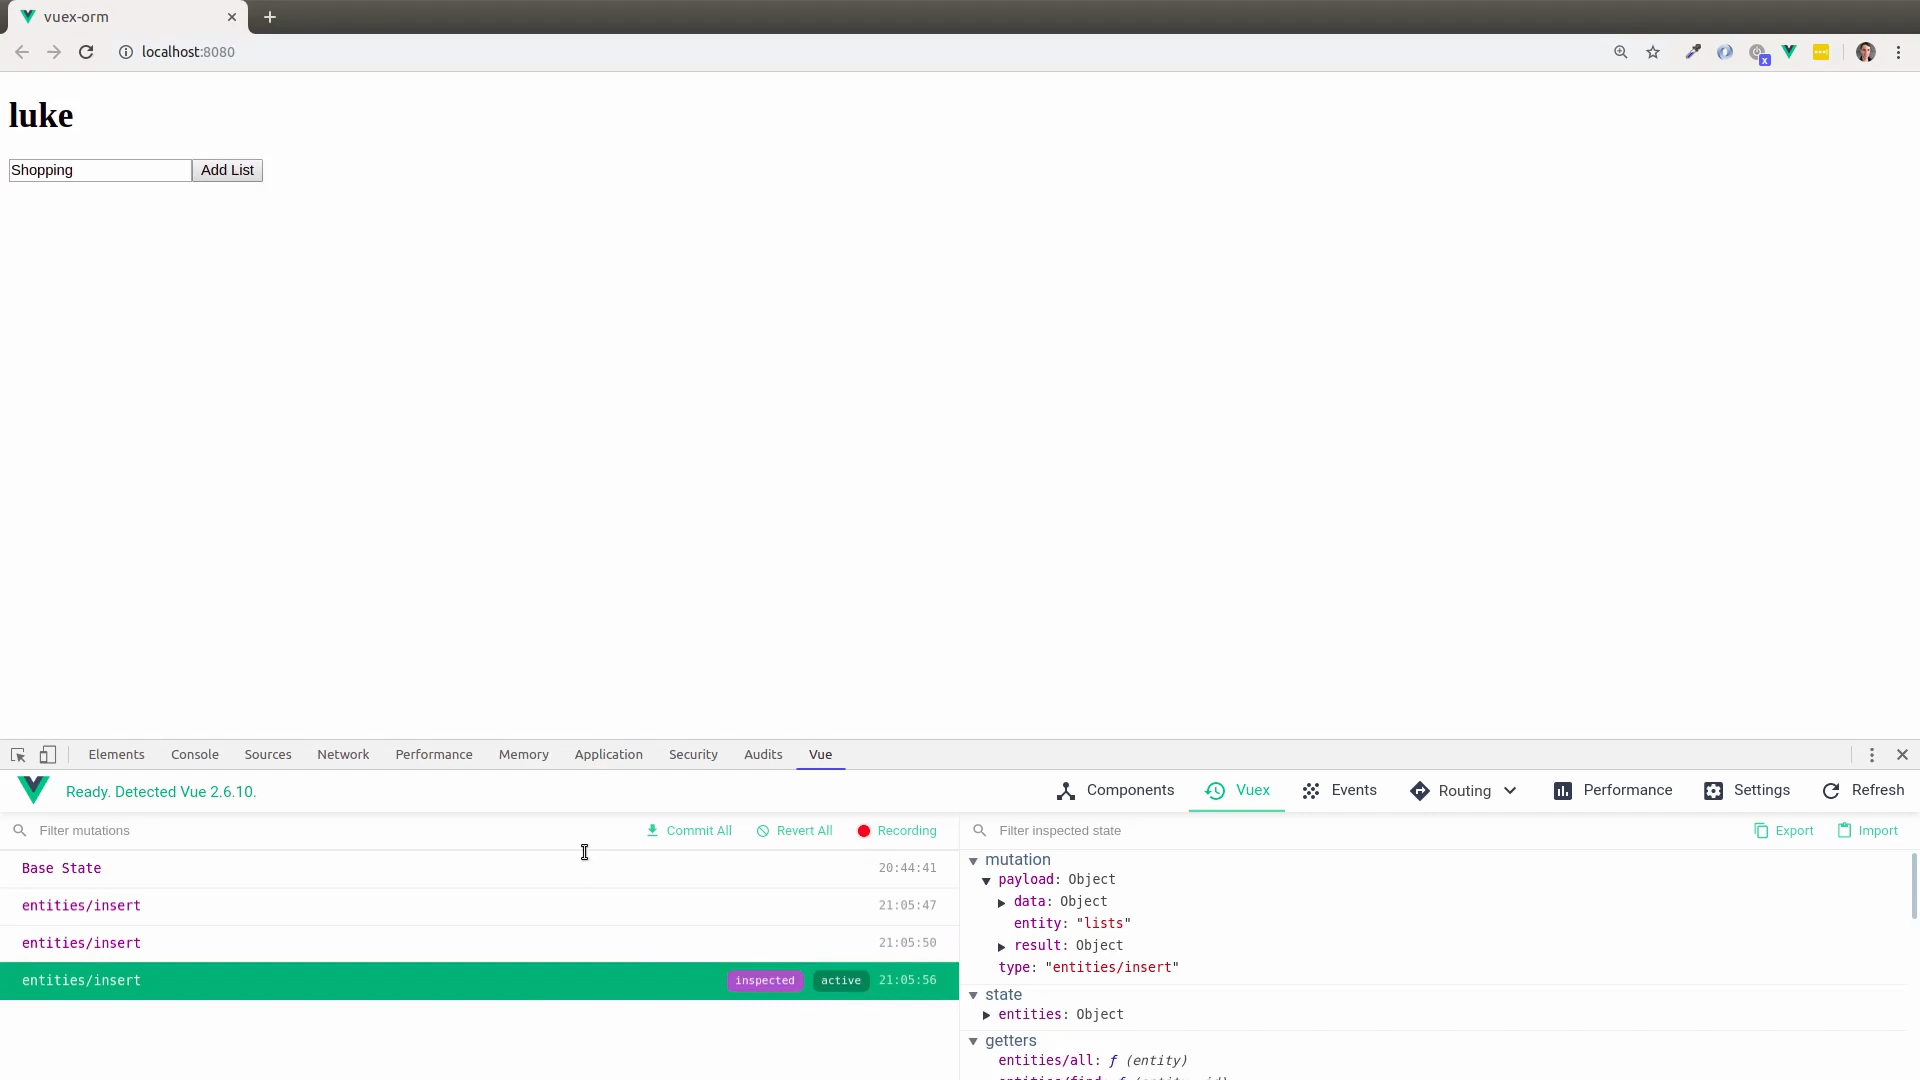 vuex-orm
localhost:8080
x
luke
Shopping Add List
Elements Console Sources Network Performance Memory Application Security Audits Vue
Ready. Detected Vue 2.6.10. Components Vuex Events Routing Performance Settings Refresh
Filter mutations Commit All Revert All Recording
Base State 20:44:41
entities/insert 21:05:47
entities/insert 21:05:50
entities/insert inspected active 21:05:56
Filter inspected state Export Import
mutation
payload: Object
data: Object
entity: "lists"
result: Object
type: "entities/insert"
state
entities: Object
getters
entities/all: ƒ (entity)